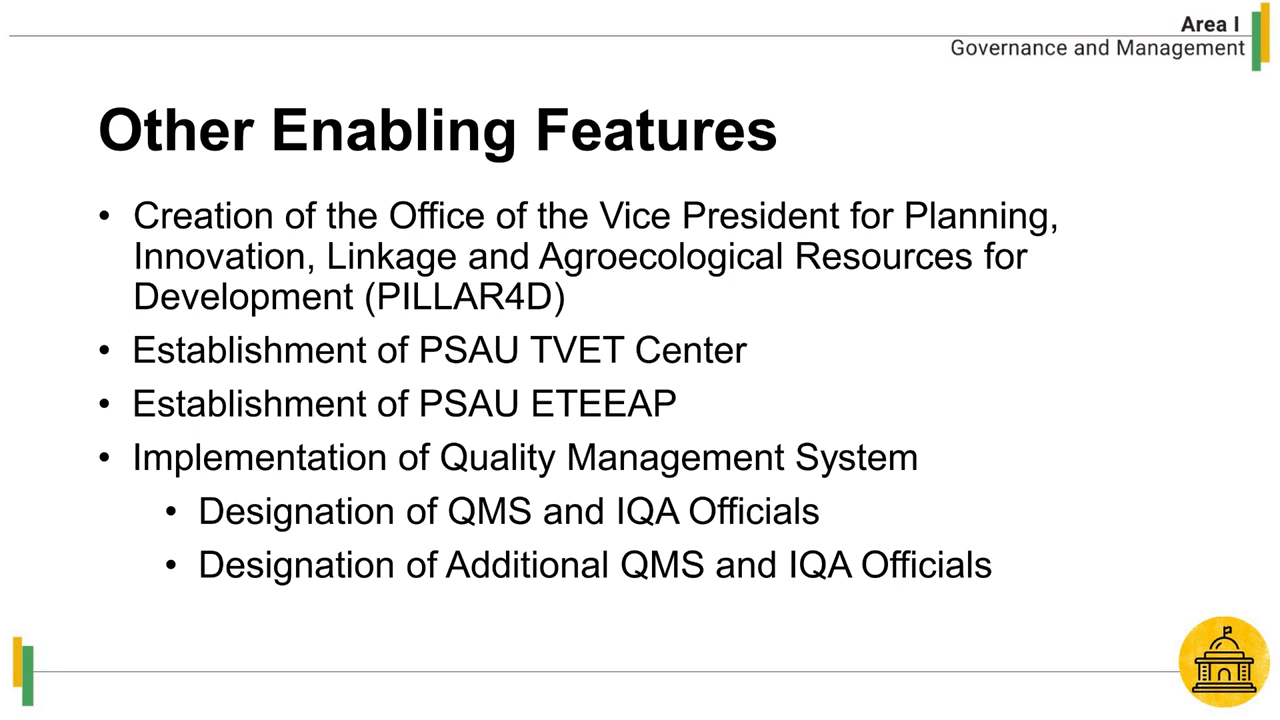 Area I
Governance and Management
Other Enabling Features
• Creation of the Office of the Vice President for Planning,
Innovation, Linkage and Agroecological Resources for
Development (PILLAR4D)
• Establishment of PSAU TVET Center
• Establishment of PSAU ETEEAP
• Implementation of Quality Management System
• Designation of QMS and IQA Officials
• Designation of Additional QMS and IQA Officials